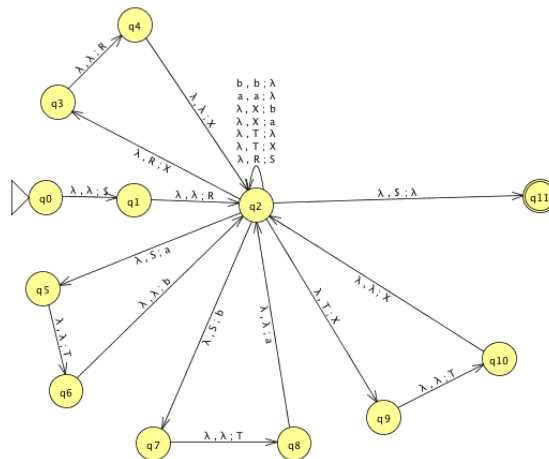 q4
λ , λ ; R
λ , λ ; X
b , b ; λ
a , a ; λ
λ , X ; b
λ , X ; a
λ , T ; λ
λ , T ; X
λ , R ; S
q3
λ , R ; X
q0
λ , λ ; S
q1
λ , λ ; R
q2
λ , S ; λ
q11
λ , S ; a
q5
λ , λ ; T
λ , λ ; b
q6
λ , S ; b
λ , λ ; a
λ , T ; X
λ , λ ; X
q10
λ , λ ; T
q9
q7
λ , λ ; T
q8